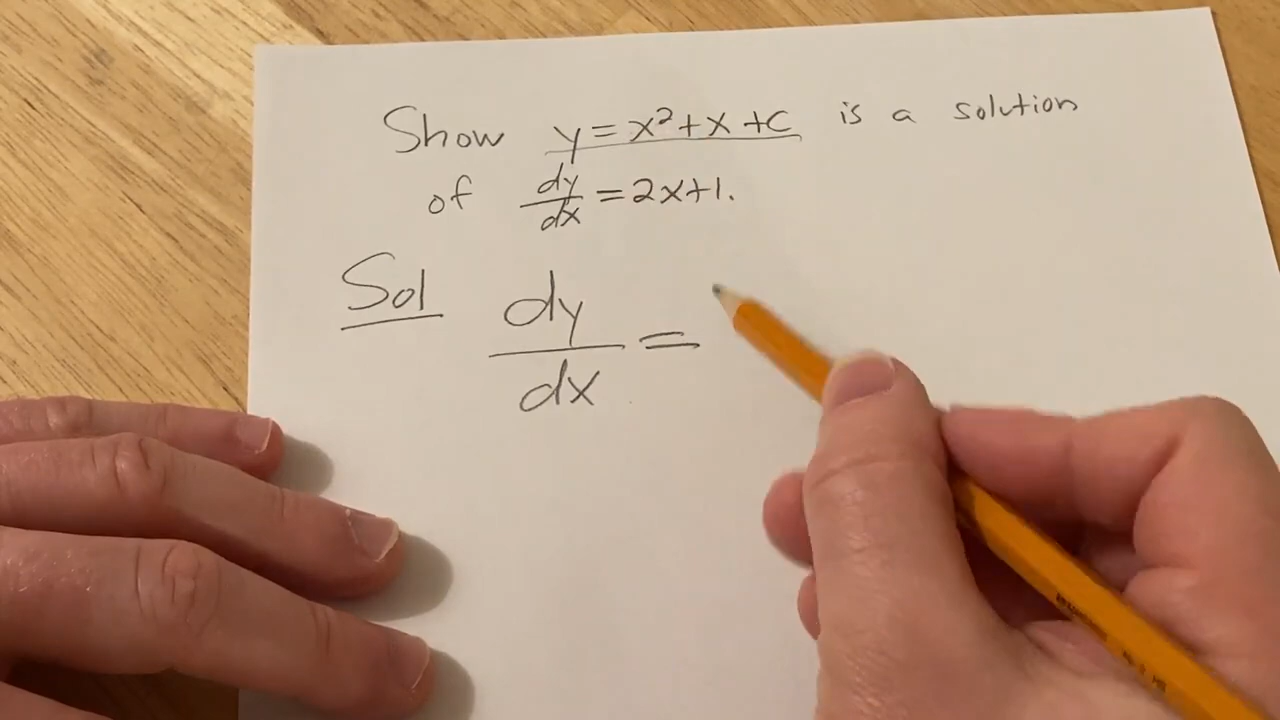 Show y = x² + x + c is a solution
of dy/dx = 2x+1.
Sol dy/dx =